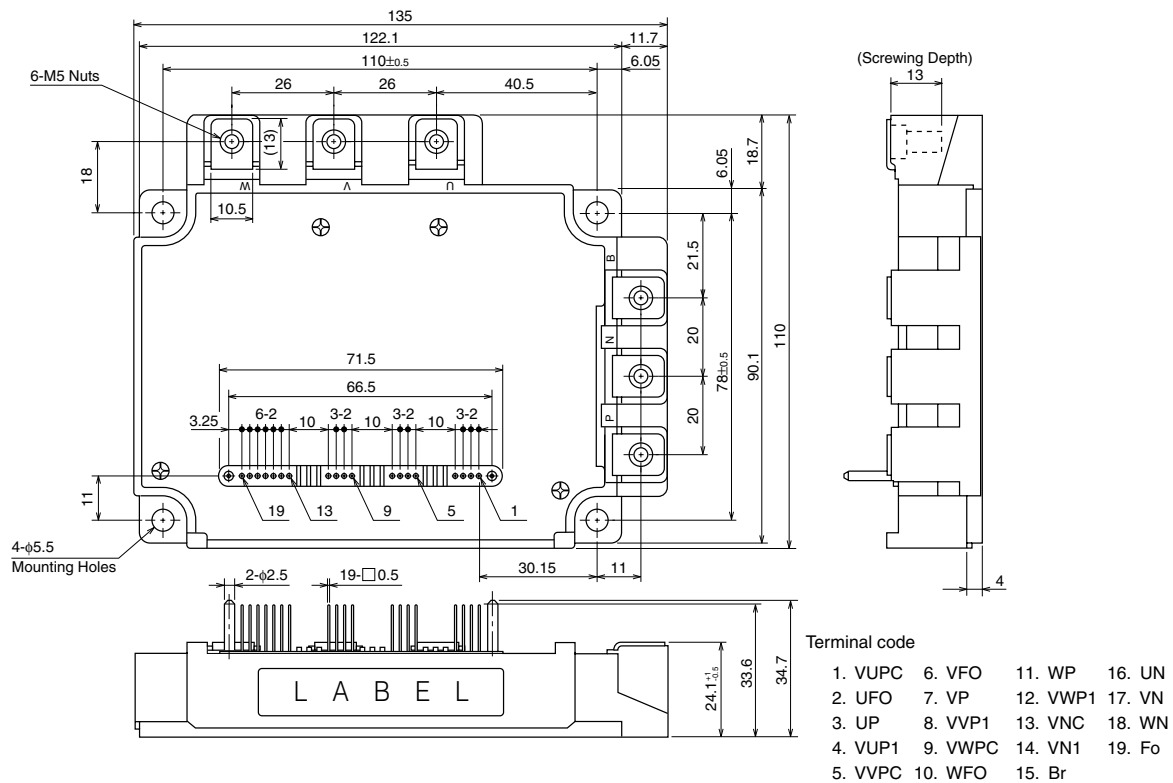 135
122.1
11.7
110±0.5
6.05
6-M5 Nuts
26
26
40.5
(Screwing Depth)
13
(13)
18
10.5
W
V
U
18.7
6.05
B
21.5
N
20
P
20
78±0.5
90.1
110
71.5
66.5
3.25
6-2
10
3-2
10
3-2
10
3-2
11
19
13
9
5
1
4-ϕ5.5
Mounting Holes
2-ϕ2.5
19-□0.5
30.15
11
4
LABEL
24.1 +1 -0.5
33.6
34.7
Terminal code
1. VUPC 6. VFO 11. WP 16. UN
2. UFO 7. VP 12. VWP1 17. VN
3. UP 8. VVP1 13. VNC 18. WN
4. VUP1 9. VWPC 14. VN1 19. Fo
5. VVPC 10. WFO 15. Br